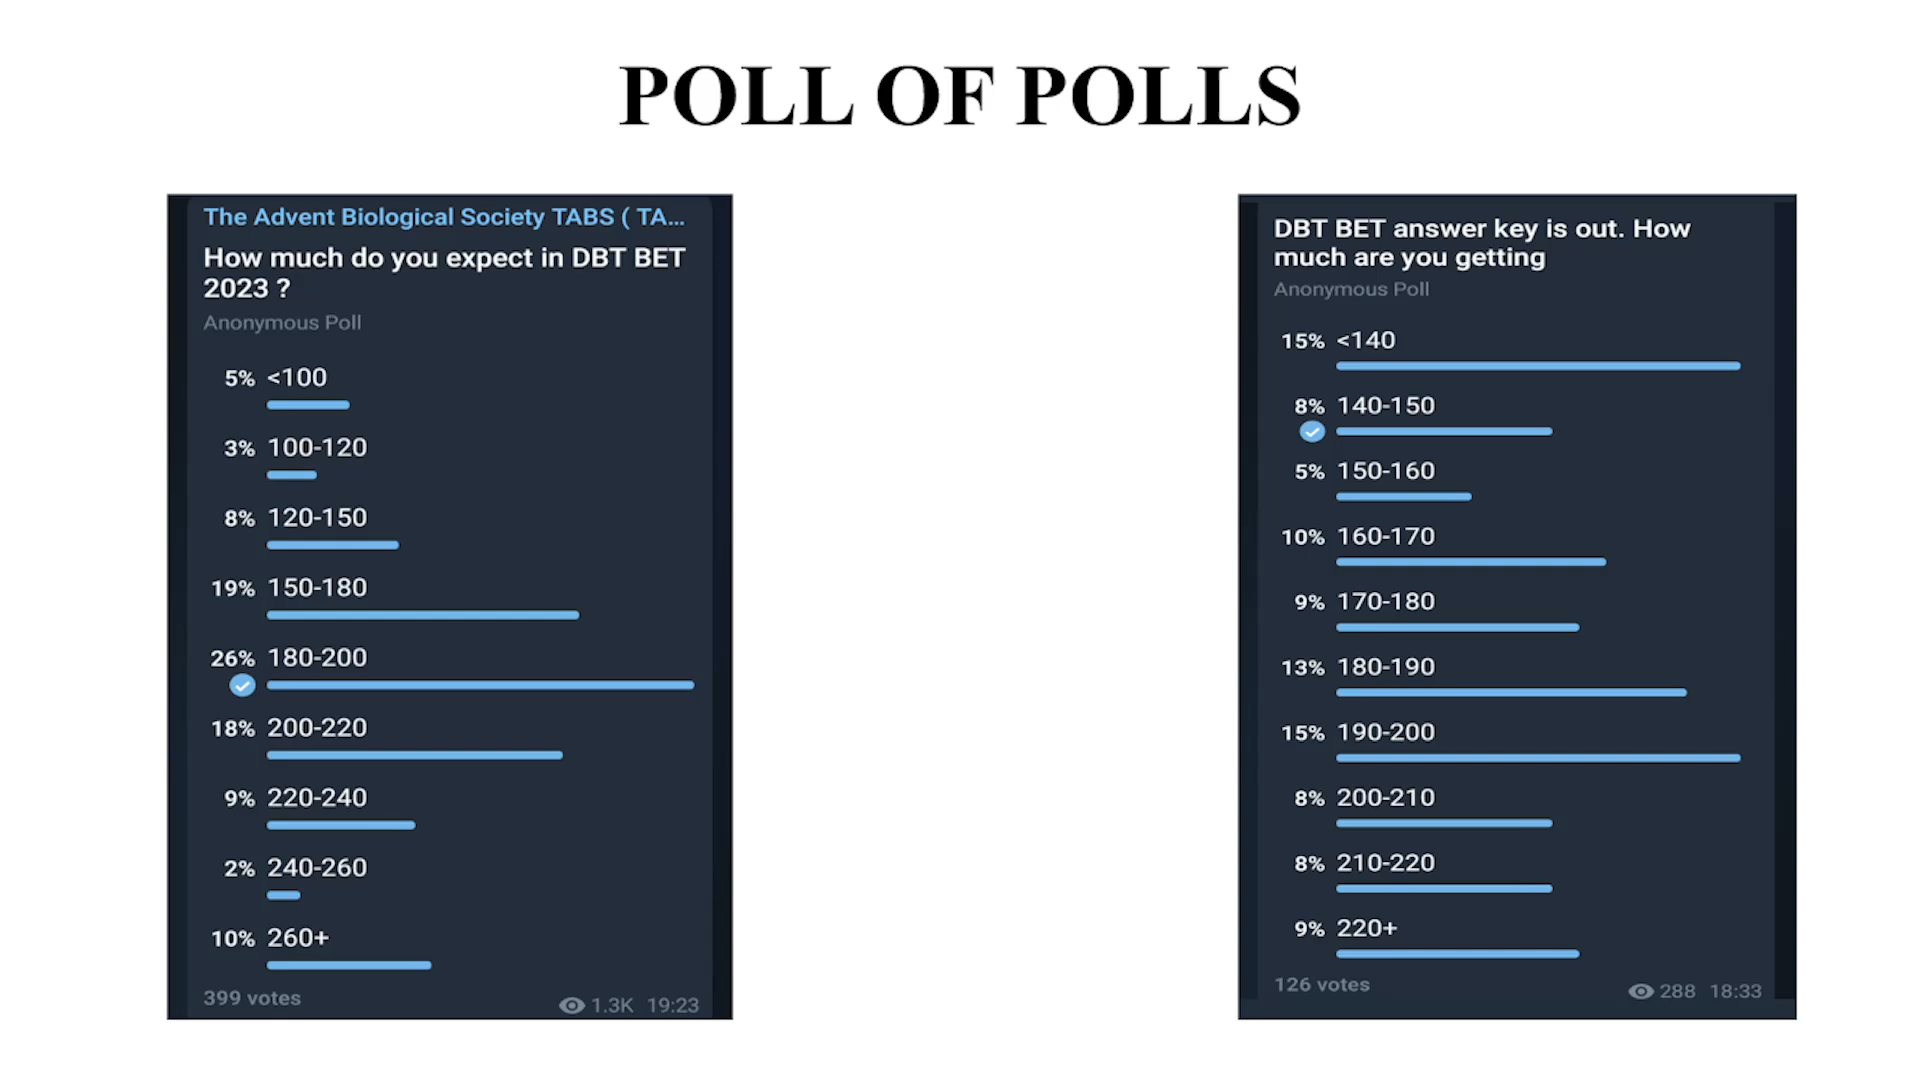 POLL OF POLLS
The Advent Biological Society TABS ( TA...
How much do you expect in DBT BET
2023 ?
Anonymous Poll
5% <100
3% 100-120
8% 120-150
19% 150-180
26% 180-200
18% 200-220
9% 220-240
2% 240-260
10% 260+
399 votes
1.3K 19:23
DBT BET answer key is out. How
much are you getting
Anonymous Poll
15% <140
8% 140-150
5% 150-160
10% 160-170
9% 170-180
13% 180-190
15% 190-200
8% 200-210
8% 210-220
9% 220+
126 votes
288 18:33